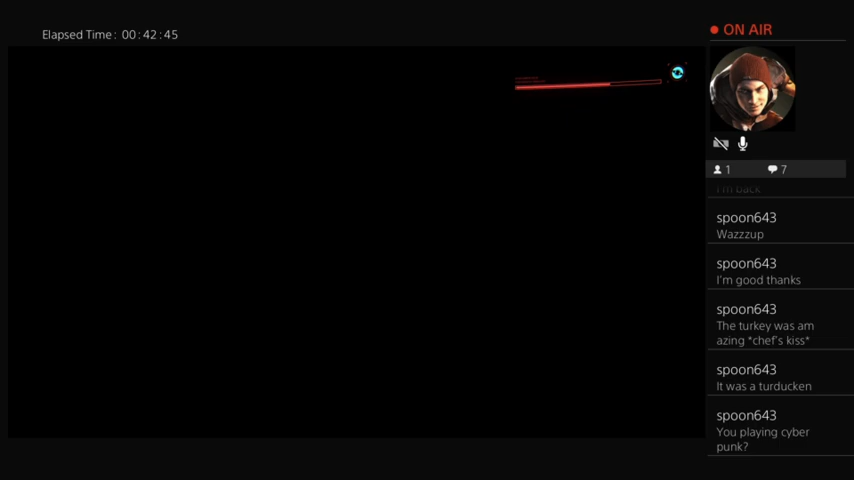 Elapsed Time: 00:42:45
ON AIR
1 7
I'm back
spoon643
Wazzzup
spoon643
I'm good thanks
spoon643
The turkey was am
azing *chef's kiss*
spoon643
It was a turducken
spoon643
You playing cyber
punk?